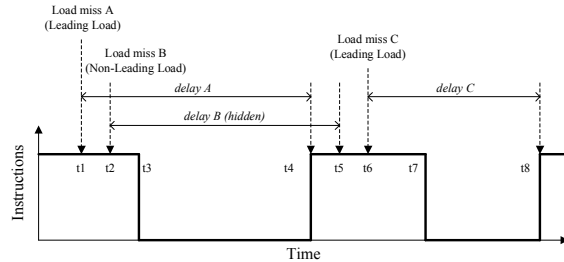 Load miss A
(Leading Load)
Load miss B
(Non-Leading Load)
Load miss C
(Leading Load)
delay A
delay C
delay B (hidden)
t1 t2 t3 t4 t5 t6 t7 t8
Instructions
Time